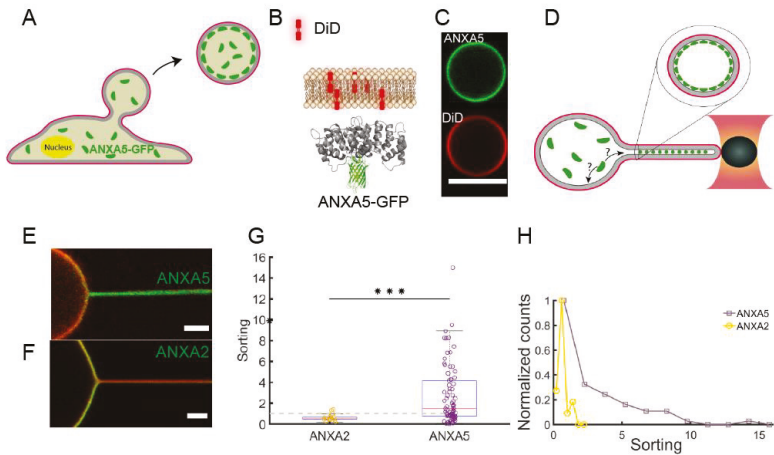 A
B
C
D
DiD
ANXA5
DiD
Nucleus
ANXA5-GFP
ANXA5-GFP
?
?
E
ANXA5
F
ANXA2
G
16
14
12
10
8
6
4
2
0
Sorting
* * *
ANXA2
ANXA5
H
1
0.8
0.6
0.4
0.2
0
Normalized counts
0
5
10
15
Sorting
ANXA5
ANXA2